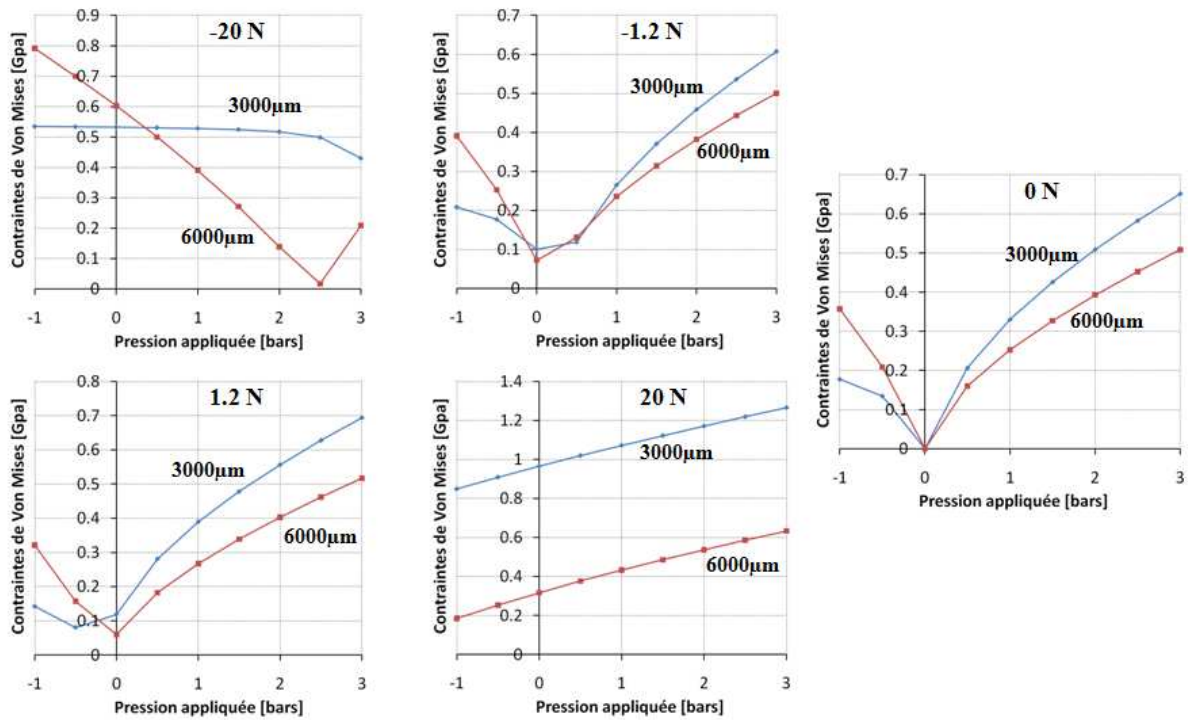 -20 N
Contraintes de Von Mises [Gpa]
0.9
0.8
0.7
0.6
0.5
0.4
0.3
0.2
0.1
0
3000µm
6000µm
-1 0 1 2 3
Pression appliquée [bars]
-1.2 N
Contraintes de Von Mises [Gpa]
0.7
0.6
0.5
0.4
0.3
0.2
0.1
0
3000µm
6000µm
-1 0 1 2 3
Pression appliquée [bars]
0 N
Contraintes de Von Mises [Gpa]
0.7
0.6
0.5
0.4
0.3
0.2
0.1
0
3000µm
6000µm
-1 0 1 2 3
Pression appliquée [bars]
1.2 N
Contraintes de Von Mises [Gpa]
0.8
0.7
0.6
0.5
0.4
0.3
0.2
0.1
0
3000µm
6000µm
-1 0 1 2 3
Pression appliquée [bars]
20 N
Contraintes de Von Mises [Gpa]
1.4
1.2
1
0.8
0.6
0.4
0.2
0
3000µm
6000µm
-1 0 1 2 3
Pression appliquée [bars]